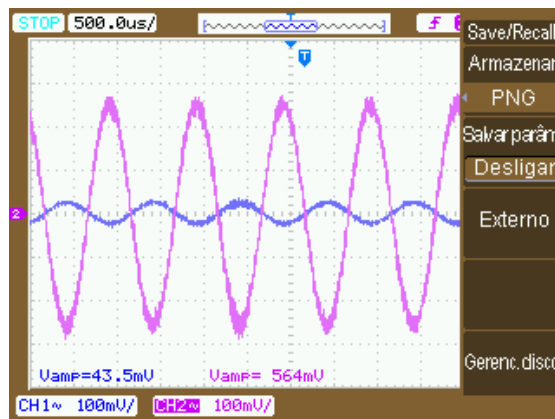 STOP 500.0us/
Save/Recall
Armazenar
T
PNG
Salvar parâm
Desligar
2
Externo
Vamp=43.5mV Vamp= 564mV
Gerenc.disco
CH1~ 100mV/ CH2~ 100mV/